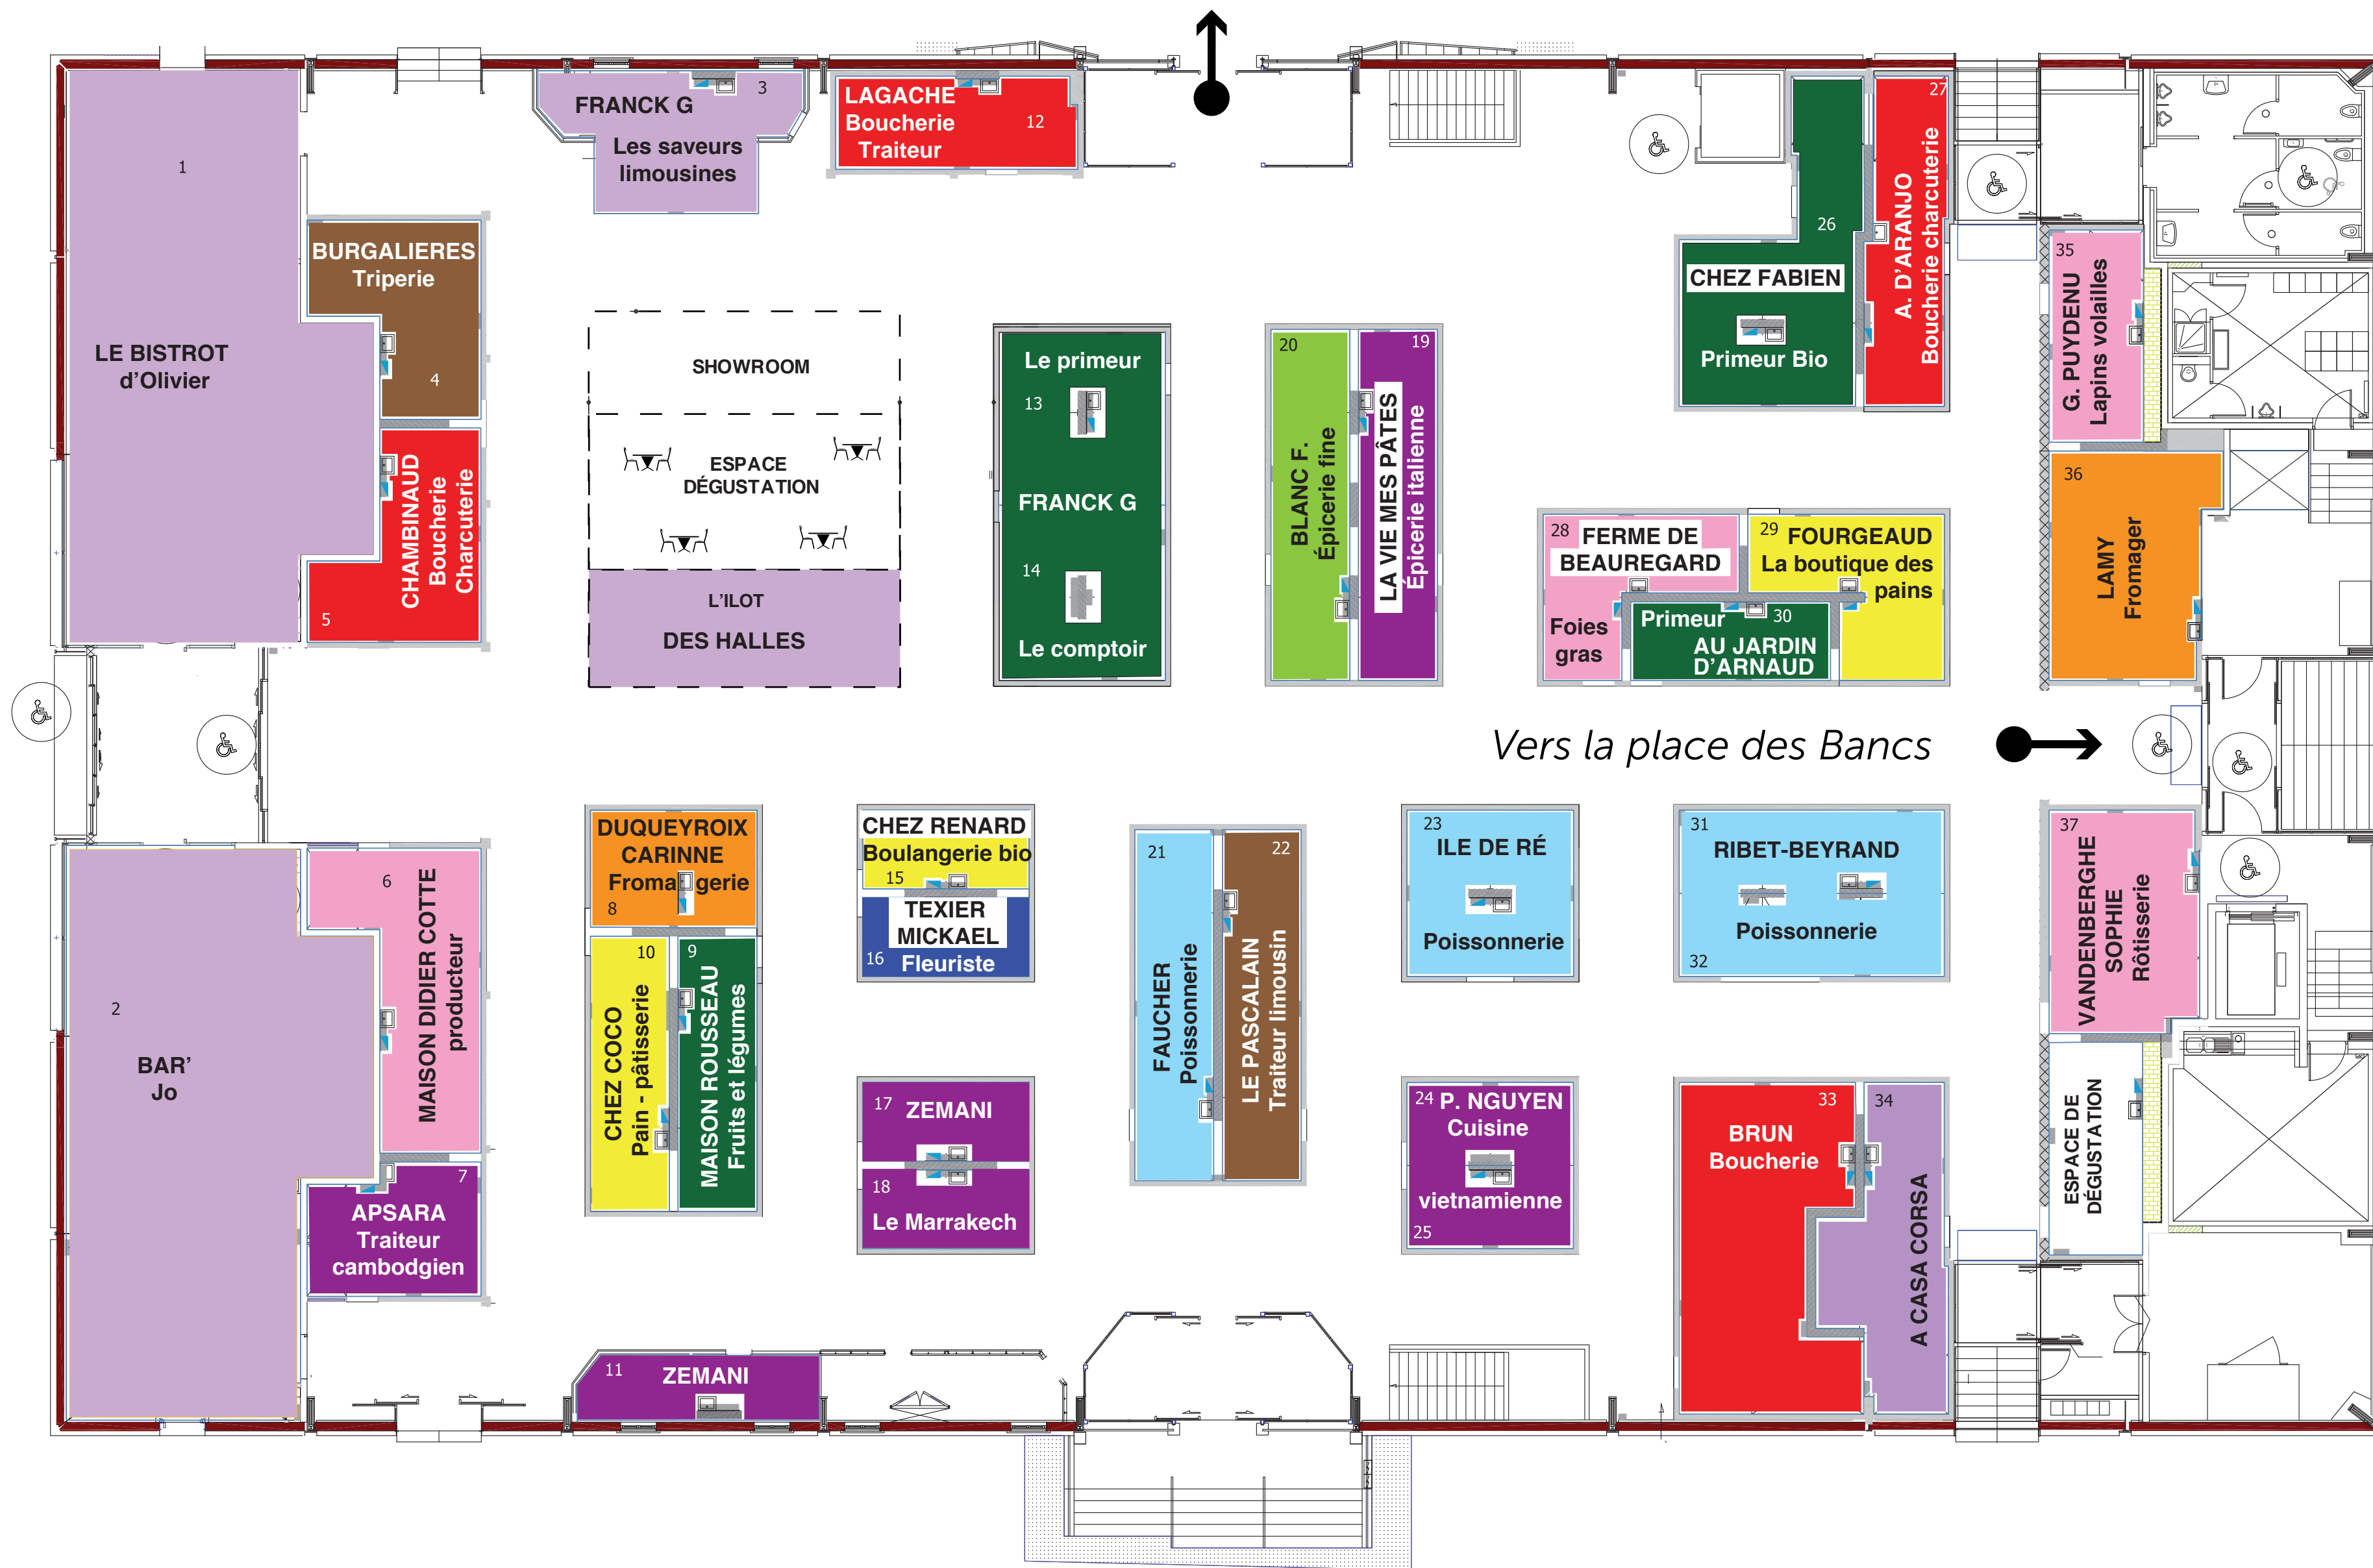 1
LE BISTROT
d'Olivier
3
FRANCK G
Les saveurs
limousines
LAGACHE
Boucherie
Traiteur
12
BURGALIERES
Triperie
4
CHAMBINAUD
Boucherie
Charcuterie
5
SHOWROOM
ESPACE
DÉGUSTATION
L'ILOT
DES HALLES
Le primeur
13
FRANCK G
14
Le comptoir
20
BLANC F.
Épicerie fine
19
LA VIE MES PÂTES
Épicerie italienne
26
CHEZ FABIEN
Primeur Bio
27
A. D'ARANJO
Boucherie charcuterie
28
FERME DE
BEAUREGARD
Foies
gras
29
FOURGEAUD
La boutique des
pains
Primeur
30
AU JARDIN
D'ARNAUD
35
G. PUYDENU
Lapins volailles
36
LAMY
Fromager
Vers la place des Bancs
2
BAR'
Jo
6
MAISON DIDIER COTTE
producteur
7
APSARA
Traiteur
cambodgien
DUQUEYROIX
CARINNE
Fromagerie
8
10
CHEZ COCO
Pain - pâtisserie
9
MAISON ROUSSEAU
Fruits et légumes
11
ZEMANI
CHEZ RENARD
Boulangerie bio
15
TEXIER
MICKAEL
16
Fleuriste
17
ZEMANI
18
Le Marrakech
21
FAUCHER
Poissonnerie
22
LE PASCALAIN
Traiteur limousin
23
ILE DE RÉ
Poissonnerie
24
P. NGUYEN
Cuisine
vietnamienne
25
31
RIBET-BEYRAND
Poissonnerie
32
33
BRUN
Boucherie
34
A CASA CORSA
37
VANDENBERGHE
SOPHIE
Rôtisserie
ESPACE DE
DÉGUSTATION